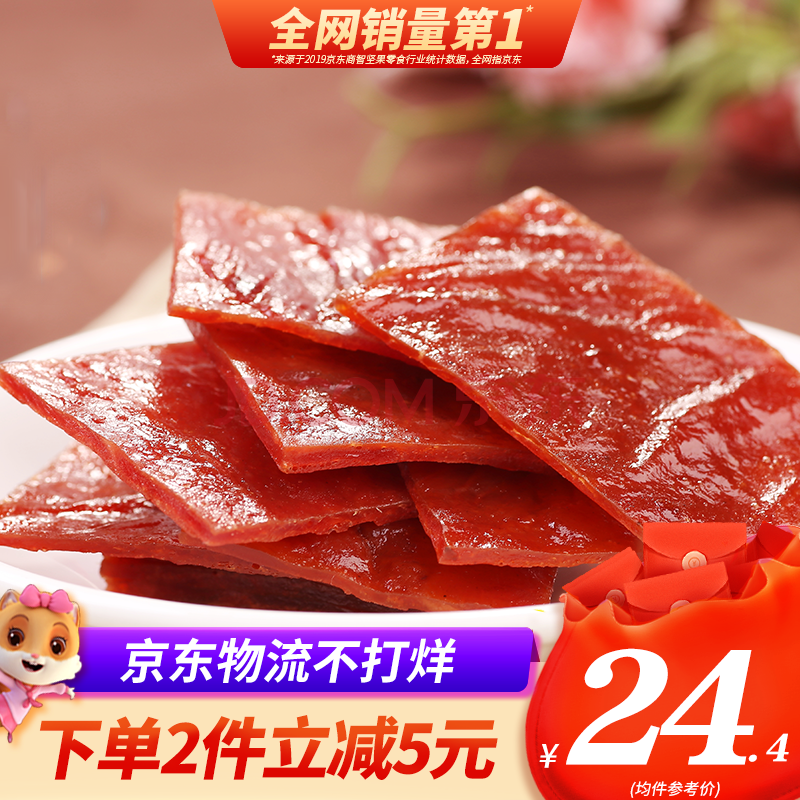 全网销量第1*
*来源于2019京东商智坚果零食行业统计数据,全网指京东
京东物流不打烊
下单2件立减5元
¥24.4
(均件参考价)